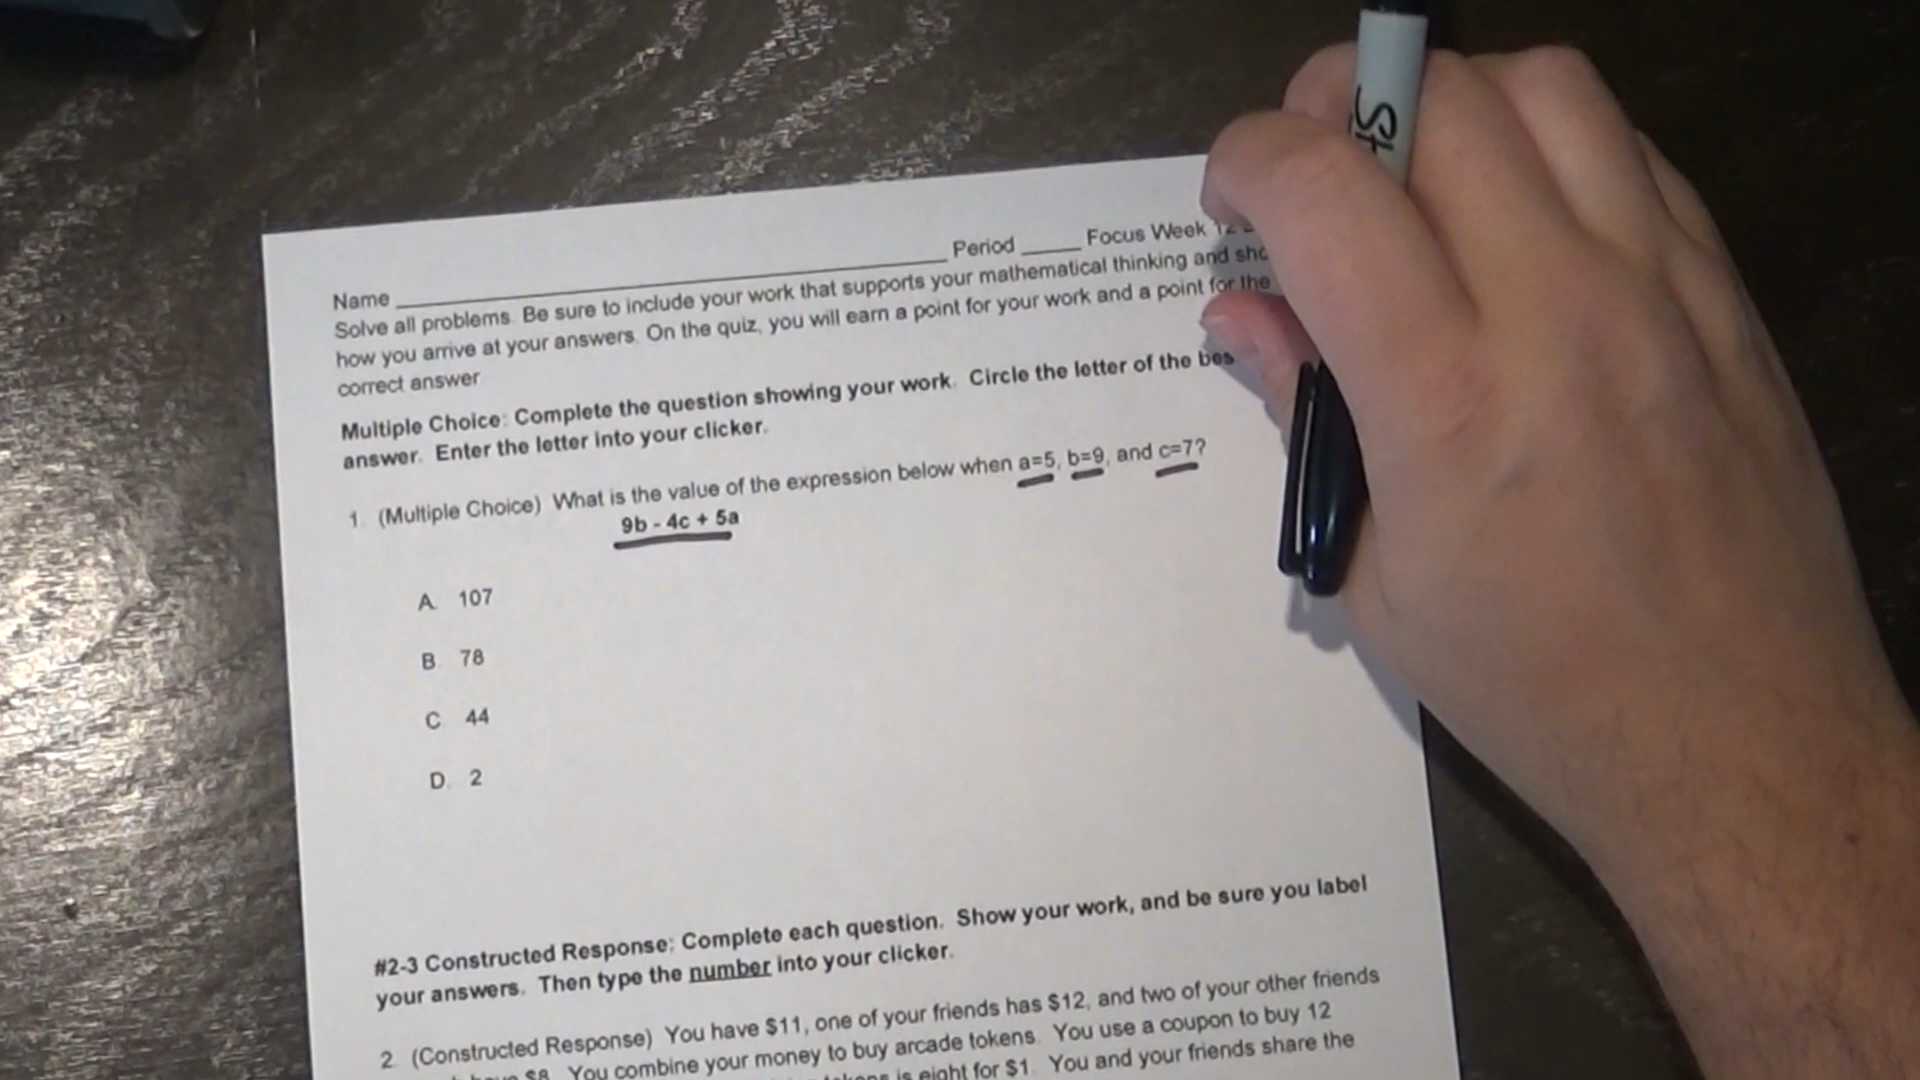 Name ____ Period ____ Focus Week 12
Solve all problems. Be sure to include your work that supports your mathematical thinking and
how you arrive at your answers. On the quiz, you will earn a point for your work and a point for the
correct answer
Multiple Choice: Complete the question showing your work. Circle the letter of the
answer. Enter the letter into your clicker.
1. (Multiple Choice) What is the value of the expression below when a=5, b=9, and c=7?
9b - 4c + 5a
A. 107
B. 78
C. 44
D. 2
#2-3 Constructed Response: Complete each question. Show your work, and be sure you label
your answers. Then type the number into your clicker.
2. (Constructed Response) You have $11, one of your friends has $12, and two of your other friends
$8. You combine your money to buy arcade tokens. You use a coupon to buy 12
is eight for $1. You and your friends share the